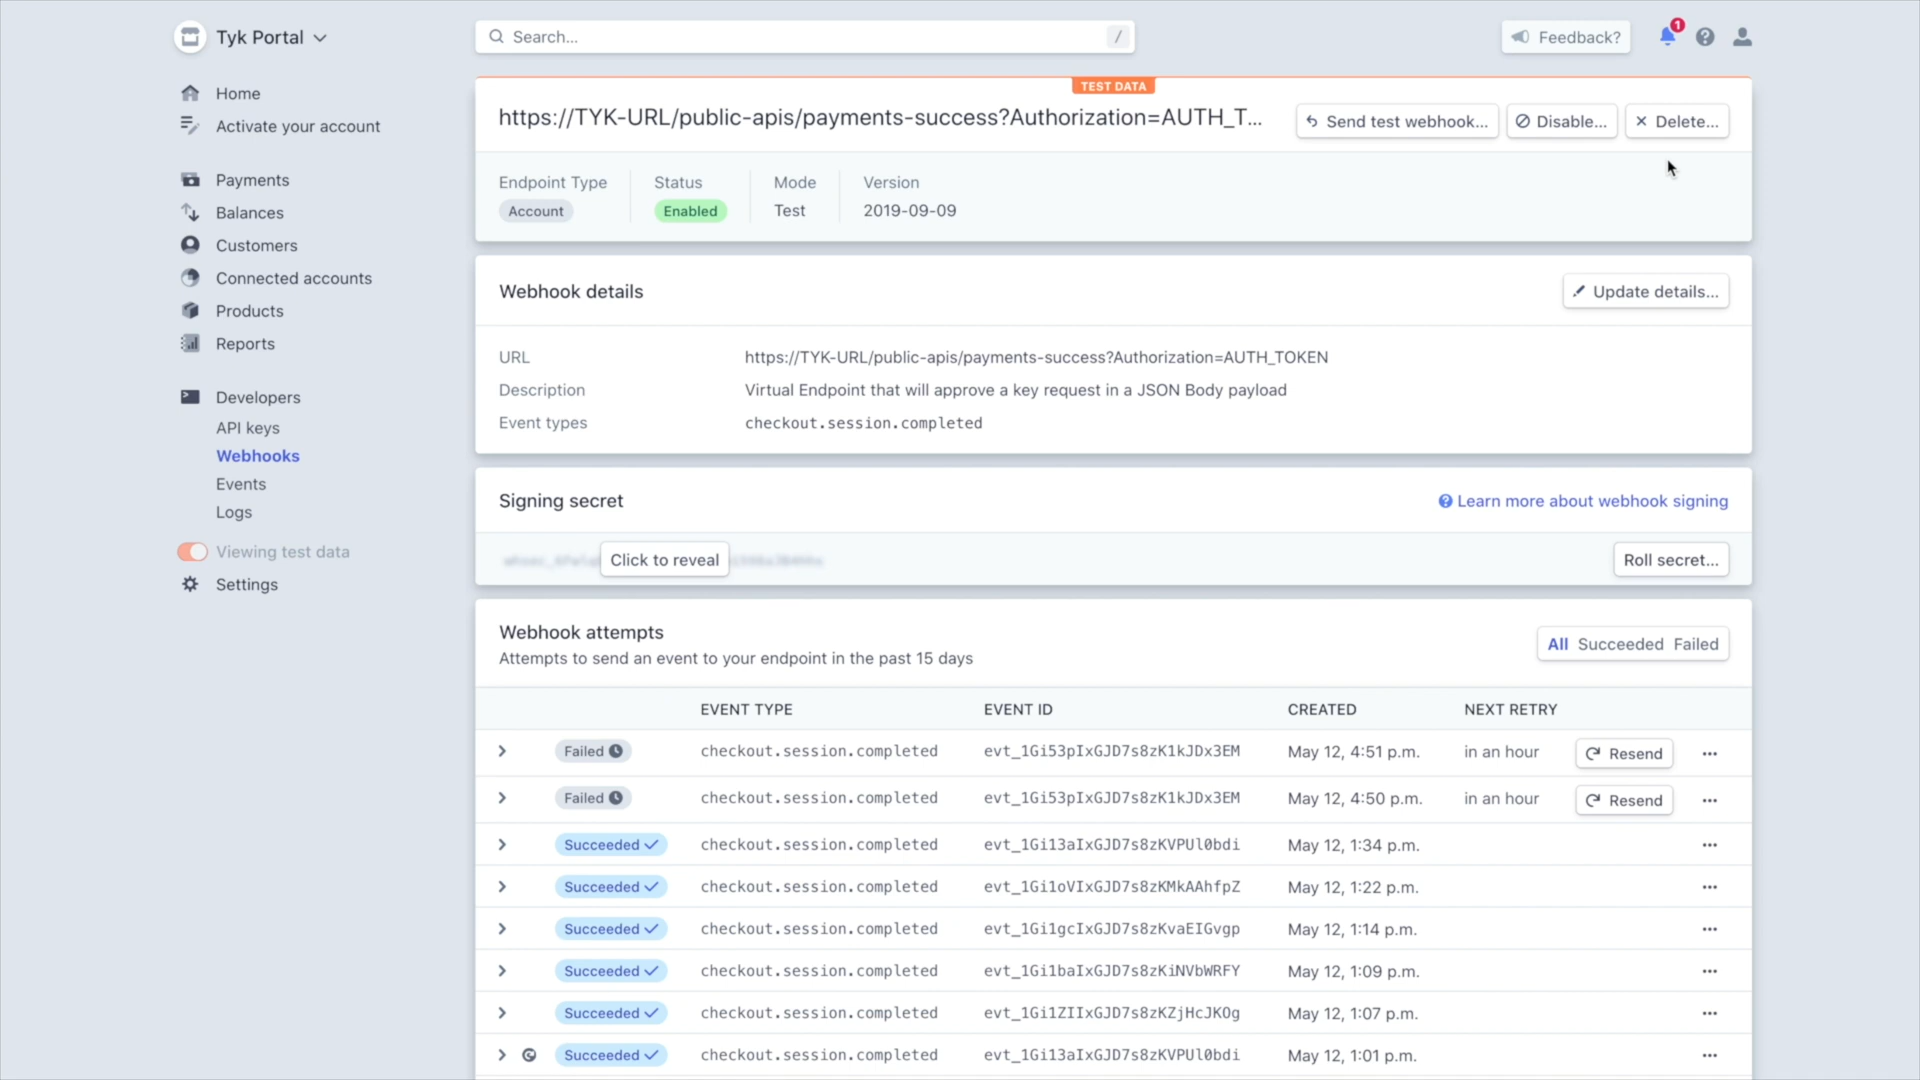 Tyk Portal
Search...
/
Feedback?
1
Home
Activate your account
Payments
Balances
Customers
Connected accounts
Products
Reports
Developers
API keys
Webhooks
Events
Logs
Viewing test data
Settings
TEST DATA
https://TYK-URL/public-apis/payments-success?Authorization=AUTH_T...
Send test webhook...
Disable...
Delete...
Endpoint Type
Account
Status
Enabled
Mode
Test
Version
2019-09-09
Webhook details
Update details...
URL https://TYK-URL/public-apis/payments-success?Authorization=AUTH_TOKEN
Description Virtual Endpoint that will approve a key request in a JSON Body payload
Event types checkout.session.completed
Signing secret
Learn more about webhook signing
Click to reveal
Roll secret...
Webhook attempts
Attempts to send an event to your endpoint in the past 15 days
All Succeeded Failed
EVENT TYPE EVENT ID CREATED NEXT RETRY
Failed checkout.session.completed evt_1Gi53pIxGJD7s8zK1kJDx3EM May 12, 4:51 p.m. in an hour Resend
Failed checkout.session.completed evt_1Gi53pIxGJD7s8zK1kJDx3EM May 12, 4:50 p.m. in an hour Resend
Succeeded checkout.session.completed evt_1Gi13aIxGJD7s8zKVPUl0bdi May 12, 1:34 p.m.
Succeeded checkout.session.completed evt_1Gi1oVIxGJD7s8zKMkAAhfpZ May 12, 1:22 p.m.
Succeeded checkout.session.completed evt_1Gi1gcIxGJD7s8zKvaEIGvgp May 12, 1:14 p.m.
Succeeded checkout.session.completed evt_1Gi1baIxGJD7s8zKiNVbWRFY May 12, 1:09 p.m.
Succeeded checkout.session.completed evt_1Gi1ZIIxGJD7s8zKZjHcJKOg May 12, 1:07 p.m.
Succeeded checkout.session.completed evt_1Gi13aIxGJD7s8zKVPUl0bdi May 12, 1:01 p.m.